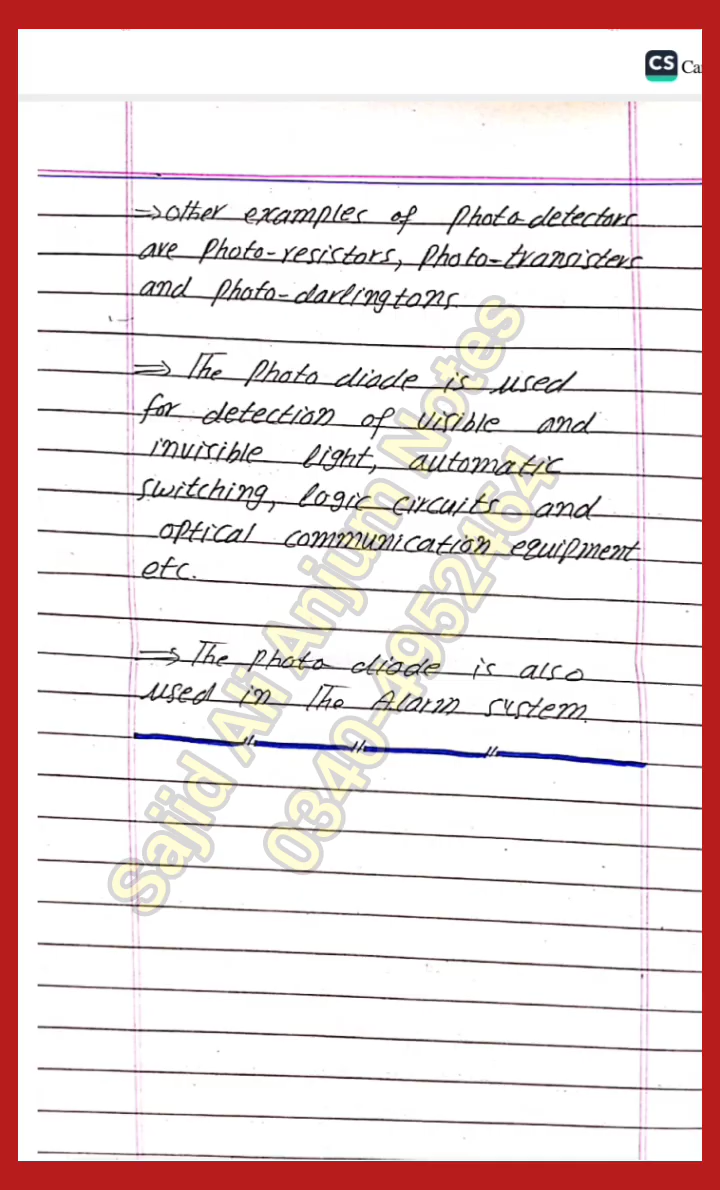 CS Ca
⇒ other examples of Photo detectors
are Photo-resistors, Photo-transisters
and Photo-darlingtons.
⇒ The Photo diode is used
for detection of visible and
invisible light, automatic
switching, logic circuits and
optical communication equipment
etc.
⇒ The Photo diode is also
used in The Alarm system.
Sajid Ali Anjum Notes
0340-4952464